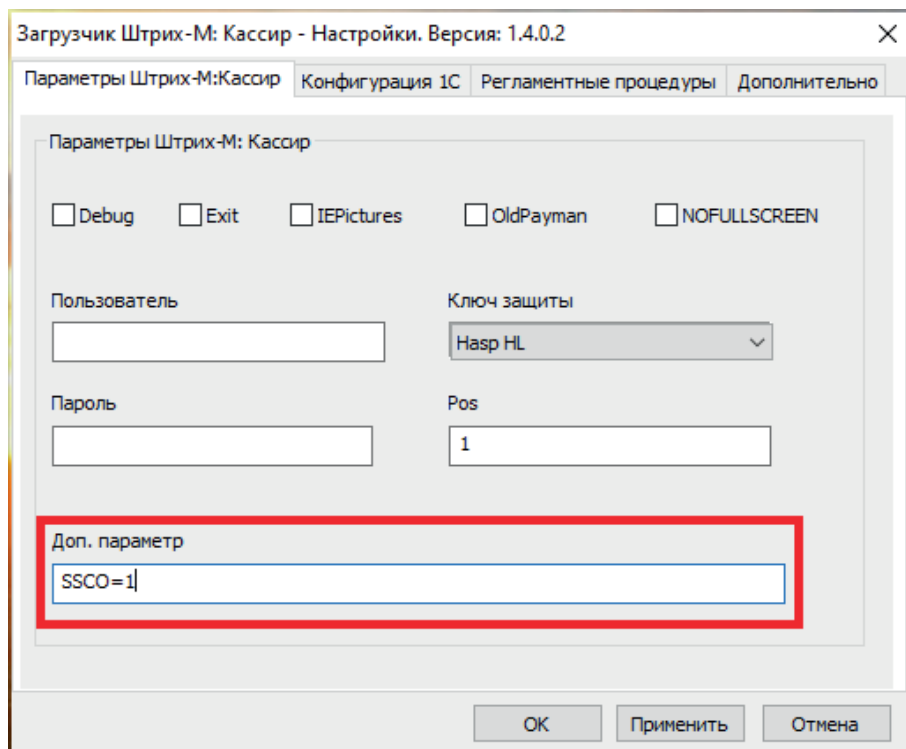 Загрузчик Штрих-М: Кассир - Настройки. Версия: 1.4.0.2
Параметры Штрих-М:Кассир Конфигурация 1С Регламентные процедуры Дополнительно
Параметры Штрих-М: Кассир
Debug Exit IEPictures OldPayman NOFULLSCREEN
Пользователь Ключ защиты
Hasp HL
Пароль Pos
1
Доп. параметр
SSCO=1
ОК Применить Отмена